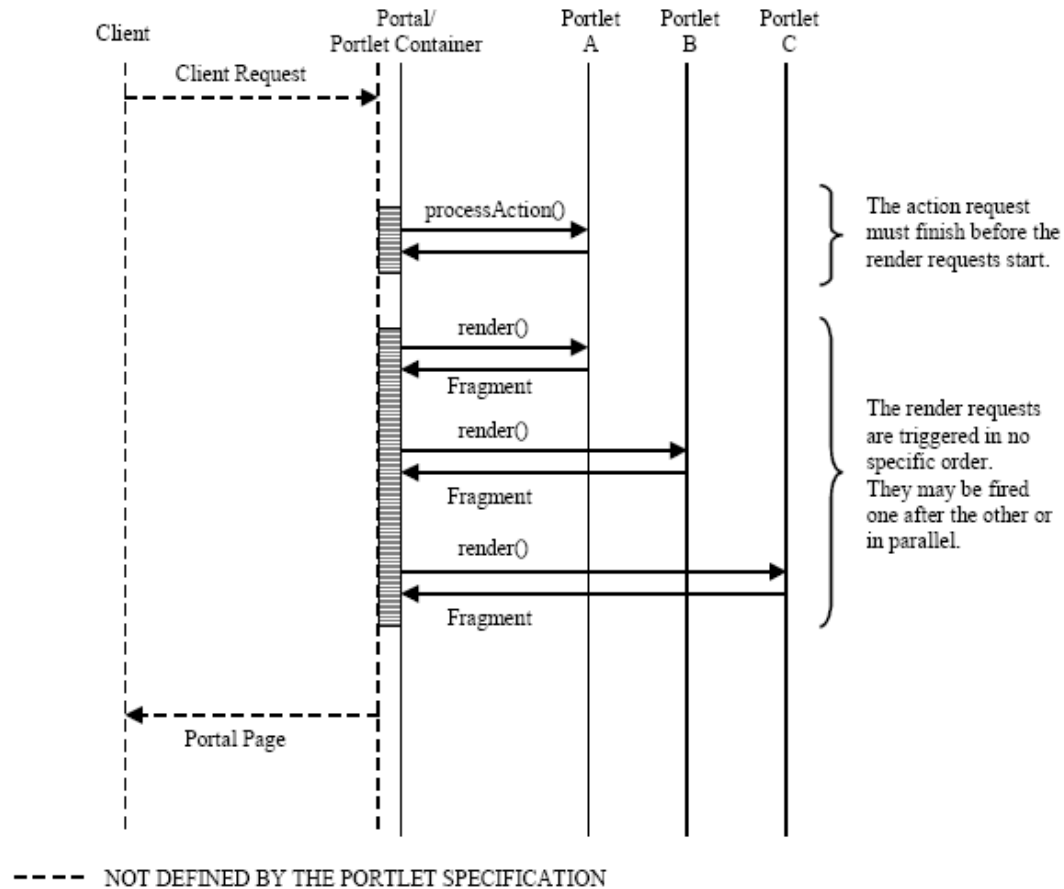 Client
Portal/
Portlet Container
Portlet
A
Portlet
B
Portlet
C
Client Request
processAction()
The action request
must finish before the
render requests start.
render()
Fragment
render()
Fragment
render()
Fragment
The render requests
are triggered in no
specific order.
They may be fired
one after the other or
in parallel.
Portal Page
NOT DEFINED BY THE PORTLET SPECIFICATION